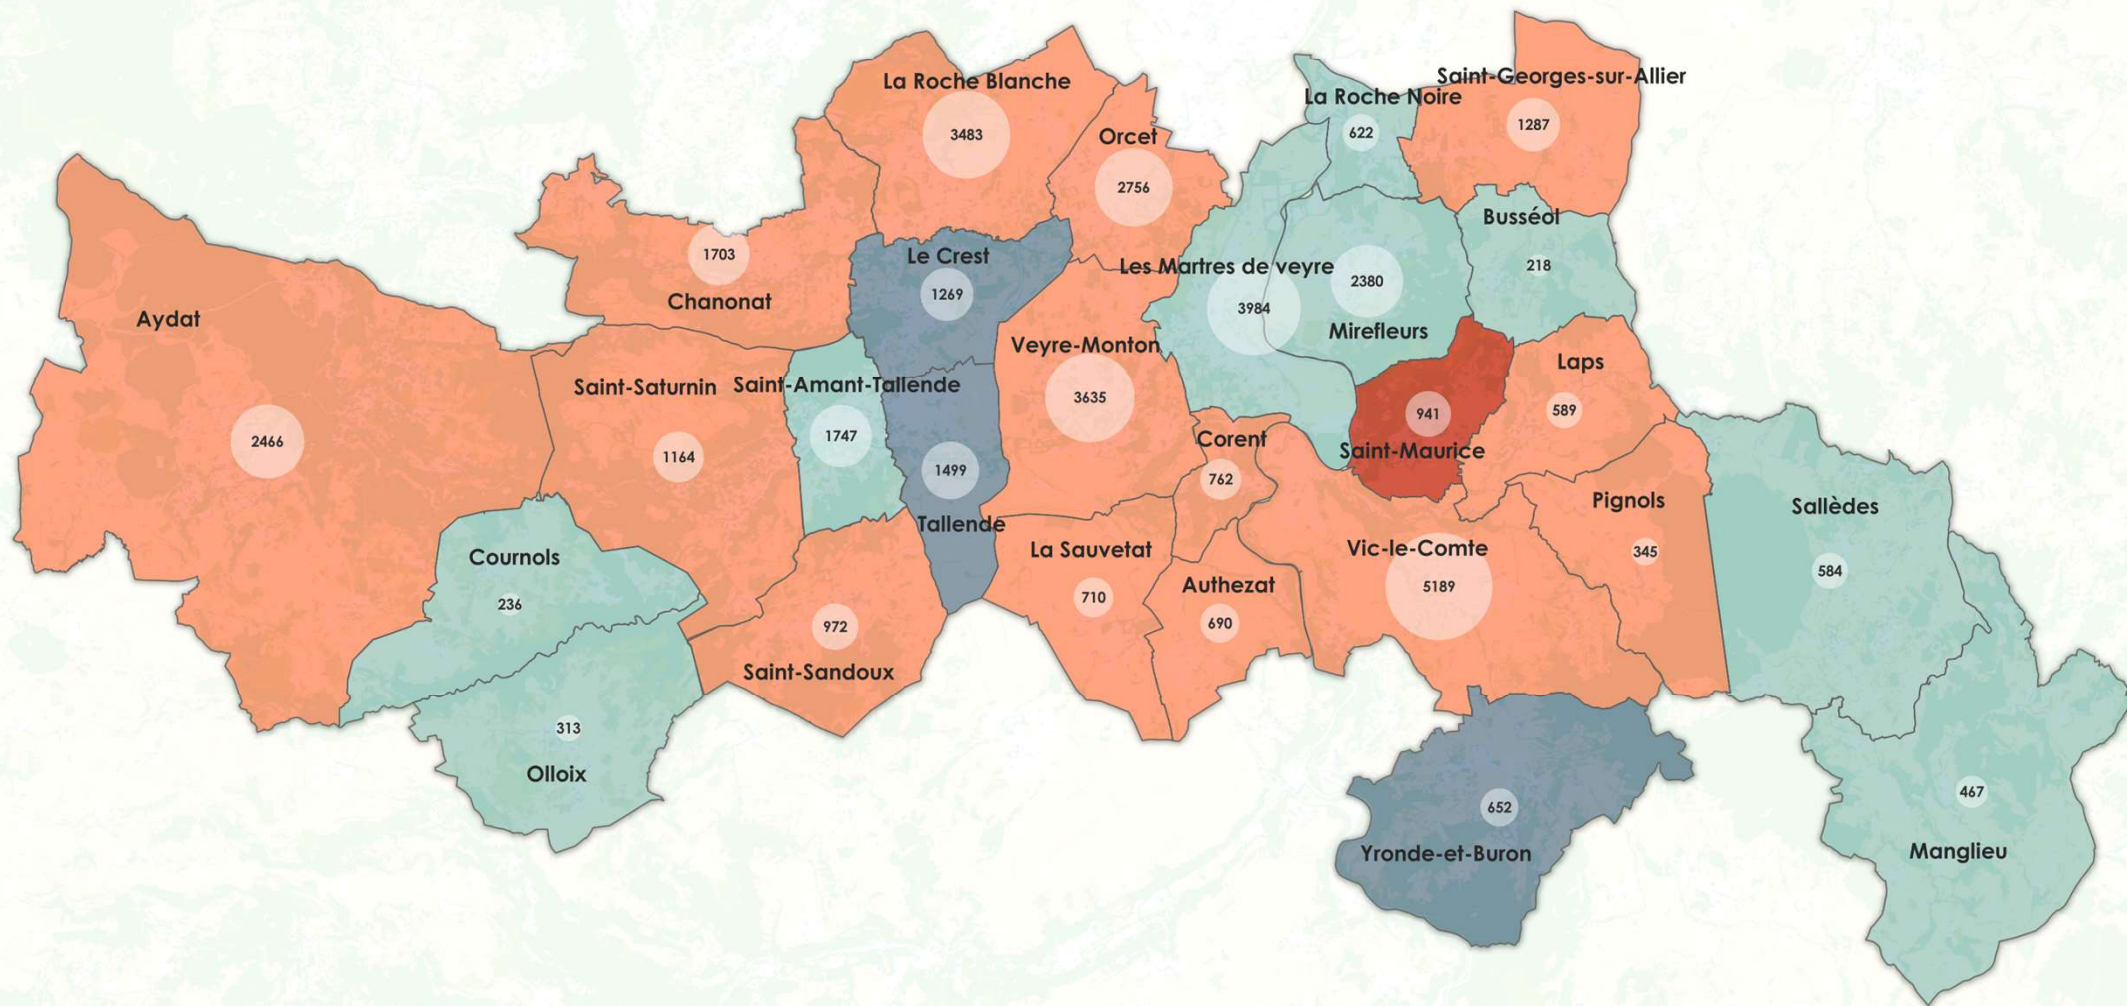 Saint-Georges-sur-Allier
La Roche Blanche
La Roche Noire
1287
622
3483
Orcet
2756
Busséol
1703
Le Crest
Les Martres de veyre
218
2380
1269
Chanonat
3984
Aydat
Mirefleurs
Veyre-Monton
Laps
Saint-Saturnin
Saint-Amant-Tallende
3635
589
941
1747
2466
Corent
Saint-Maurice
1164
1499
762
Pignols
Sallèdes
Tallende
La Sauvetat
Vic-le-Comte
345
Cournols
584
Authezat
5189
236
710
690
972
Saint-Sandoux
313
Olloix
467
652
Yronde-et-Buron
Manglieu